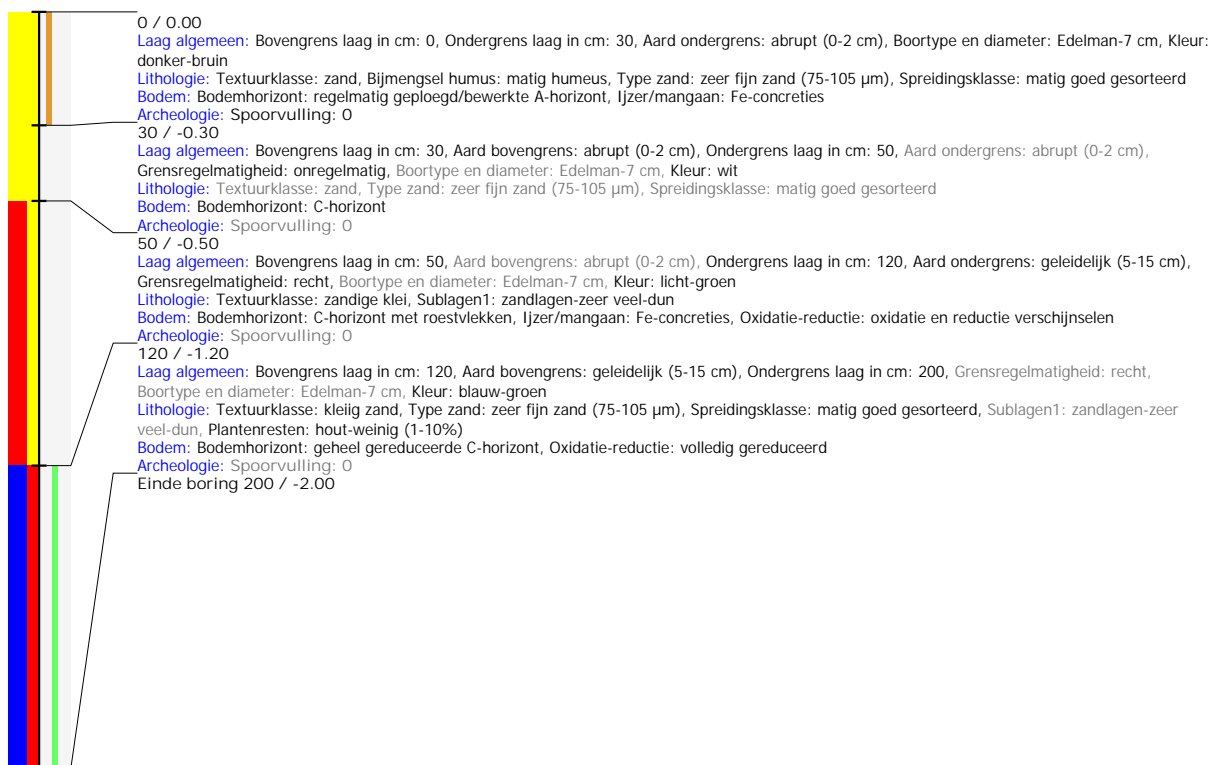 0 / 0.00
Laag algemeen: Bovengrens laag in cm: 0, Ondergrens laag in cm: 30, Aard ondergrens: abrupt (0-2 cm), Boortype en diameter: Edelman-7 cm, Kleur:
donker-bruin
Lithologie: Textuurklasse: zand, Bijmengsel humus: matig humeus, Type zand: zeer fijn zand (75-105 µm), Spreidingsklasse: matig goed gesorteerd
Bodem: Bodemhorizont: regelmatig geploegd/bewerkte A-horizont, Ijzer/mangaan: Fe-concreties
Archeologie: Spoorvulling: 0
30 / -0.30
Laag algemeen: Bovengrens laag in cm: 30, Aard bovengrens: abrupt (0-2 cm), Ondergrens laag in cm: 50, Aard ondergrens: abrupt (0-2 cm),
Grensregelmatigheid: onregelmatig, Boortype en diameter: Edelman-7 cm, Kleur: wit
Lithologie: Textuurklasse: zand, Type zand: zeer fijn zand (75-105 µm), Spreidingsklasse: matig goed gesorteerd
Bodem: Bodemhorizont: C-horizont
Archeologie: Spoorvulling: 0
50 / -0.50
Laag algemeen: Bovengrens laag in cm: 50, Aard bovengrens: abrupt (0-2 cm), Ondergrens laag in cm: 120, Aard ondergrens: geleidelijk (5-15 cm),
Grensregelmatigheid: recht, Boortype en diameter: Edelman-7 cm, Kleur: licht-groen
Lithologie: Textuurklasse: zandige klei, Sublagen1: zandlagen-zeer veel-dun
Bodem: Bodemhorizont: C-horizont met roestvlekken, Ijzer/mangaan: Fe-concreties, Oxidatie-reductie: oxidatie en reductie verschijnselen
Archeologie: Spoorvulling: 0
120 / -1.20
Laag algemeen: Bovengrens laag in cm: 120, Aard bovengrens: geleidelijk (5-15 cm), Ondergrens laag in cm: 200, Grensregelmatigheid: recht,
Boortype en diameter: Edelman-7 cm, Kleur: blauw-groen
Lithologie: Textuurklasse: kleiig zand, Type zand: zeer fijn zand (75-105 µm), Spreidingsklasse: matig goed gesorteerd, Sublagen1: zandlagen-zeer
veel-dun, Plantenresten: hout-weinig (1-10%)
Bodem: Bodemhorizont: geheel gereduceerde C-horizont, Oxidatie-reductie: volledig gereduceerd
Archeologie: Spoorvulling: 0
Einde boring 200 / -2.00